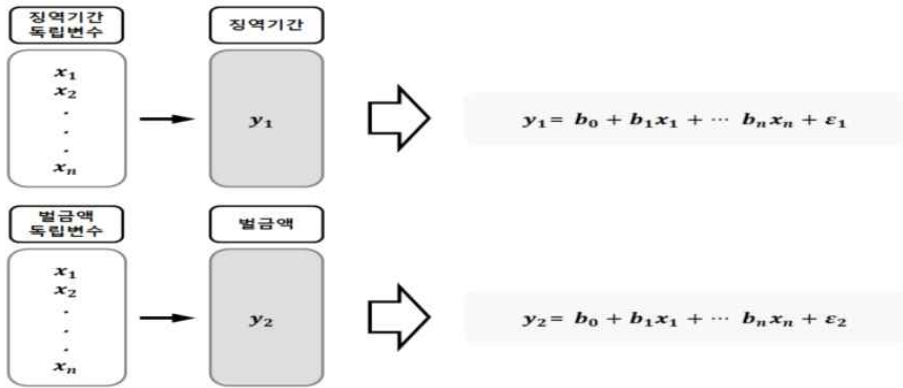 징역기간
독립변수
징역기간
x₁
x₂
.
.
.
xₙ
y₁
y₁ = b₀ + b₁x₁ + ⋯ bₙxₙ + ε₁
벌금액
독립변수
벌금액
x₁
x₂
.
.
.
xₙ
y₂
y₂ = b₀ + b₁x₁ + ⋯ bₙxₙ + ε₂